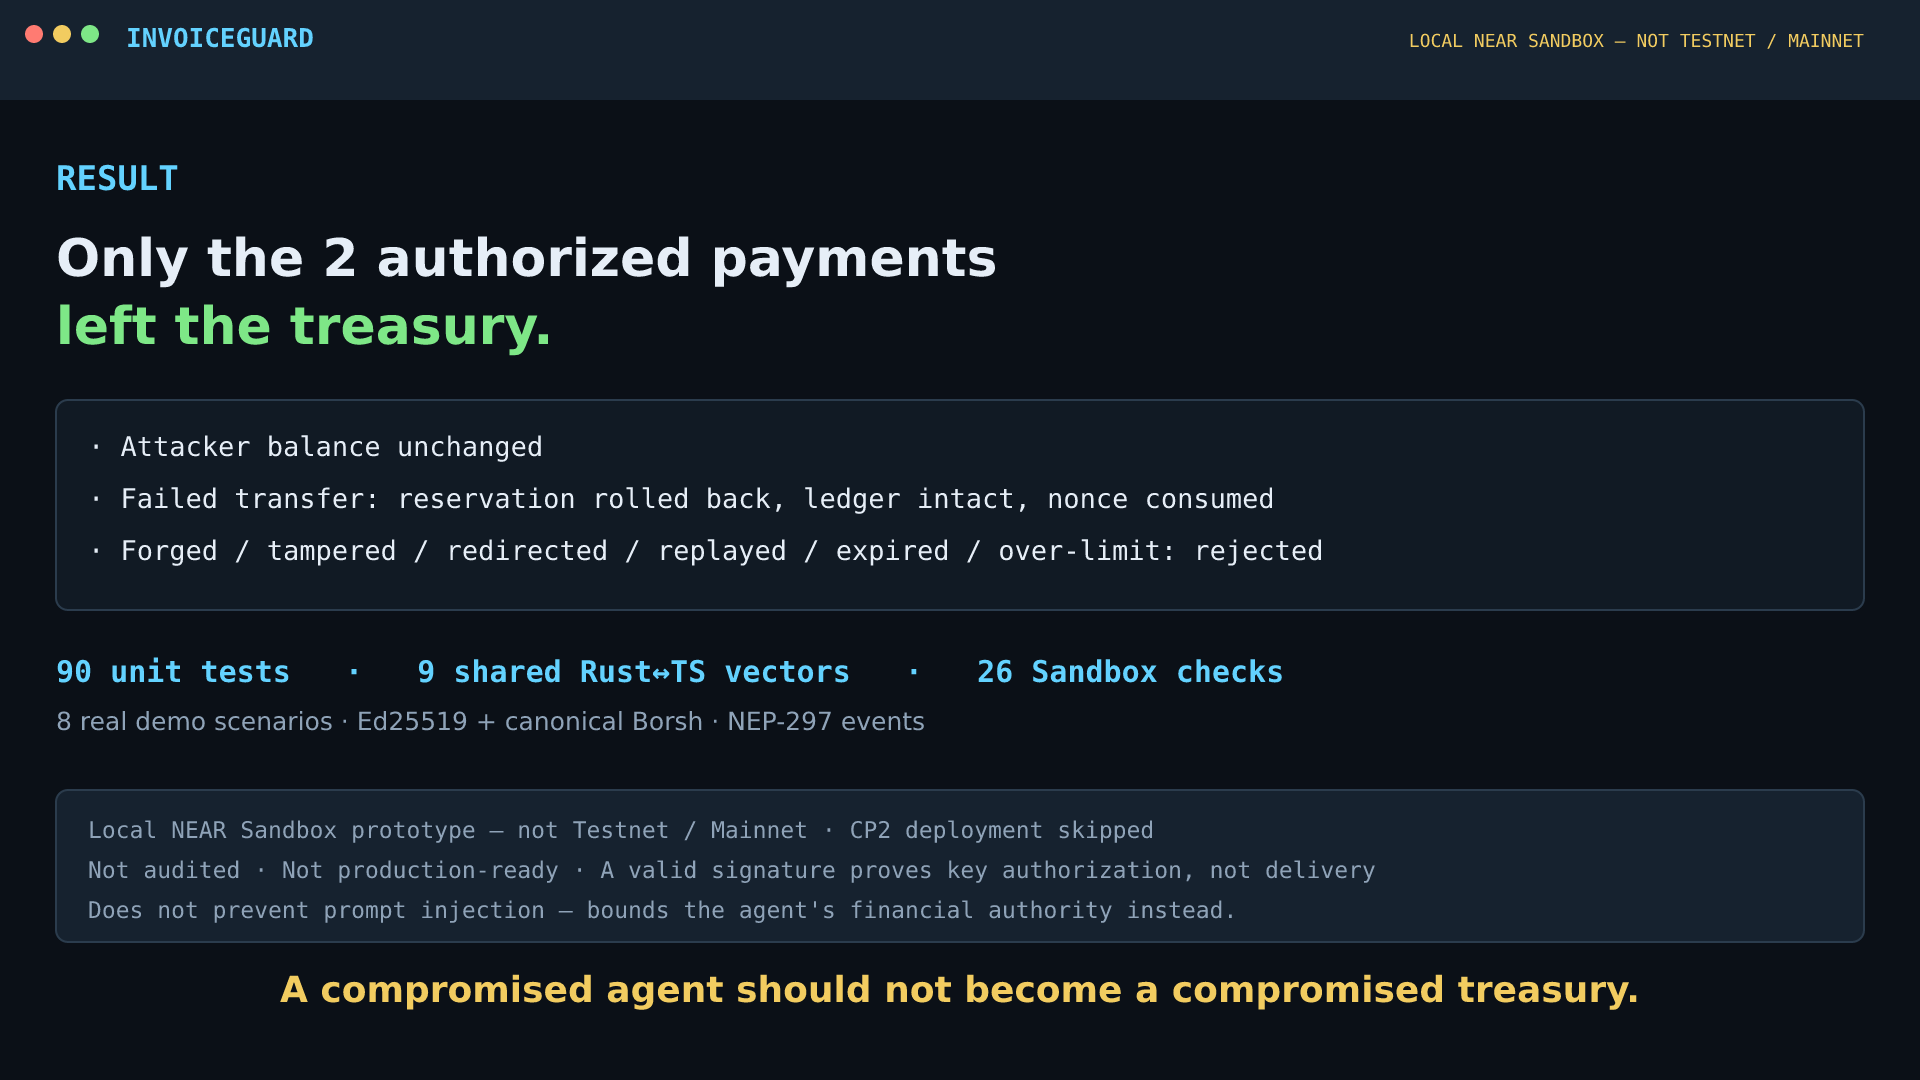 INVOICEGUARD
LOCAL NEAR SANDBOX — NOT TESTNET / MAINNET
RESULT
Only the 2 authorized payments
left the treasury.
· Attacker balance unchanged
· Failed transfer: reservation rolled back, ledger intact, nonce consumed
· Forged / tampered / redirected / replayed / expired / over-limit: rejected
90 unit tests · 9 shared Rust↔TS vectors · 26 Sandbox checks
8 real demo scenarios · Ed25519 + canonical Borsh · NEP-297 events
Local NEAR Sandbox prototype — not Testnet / Mainnet · CP2 deployment skipped
Not audited · Not production-ready · A valid signature proves key authorization, not delivery
Does not prevent prompt injection — bounds the agent's financial authority instead.
A compromised agent should not become a compromised treasury.